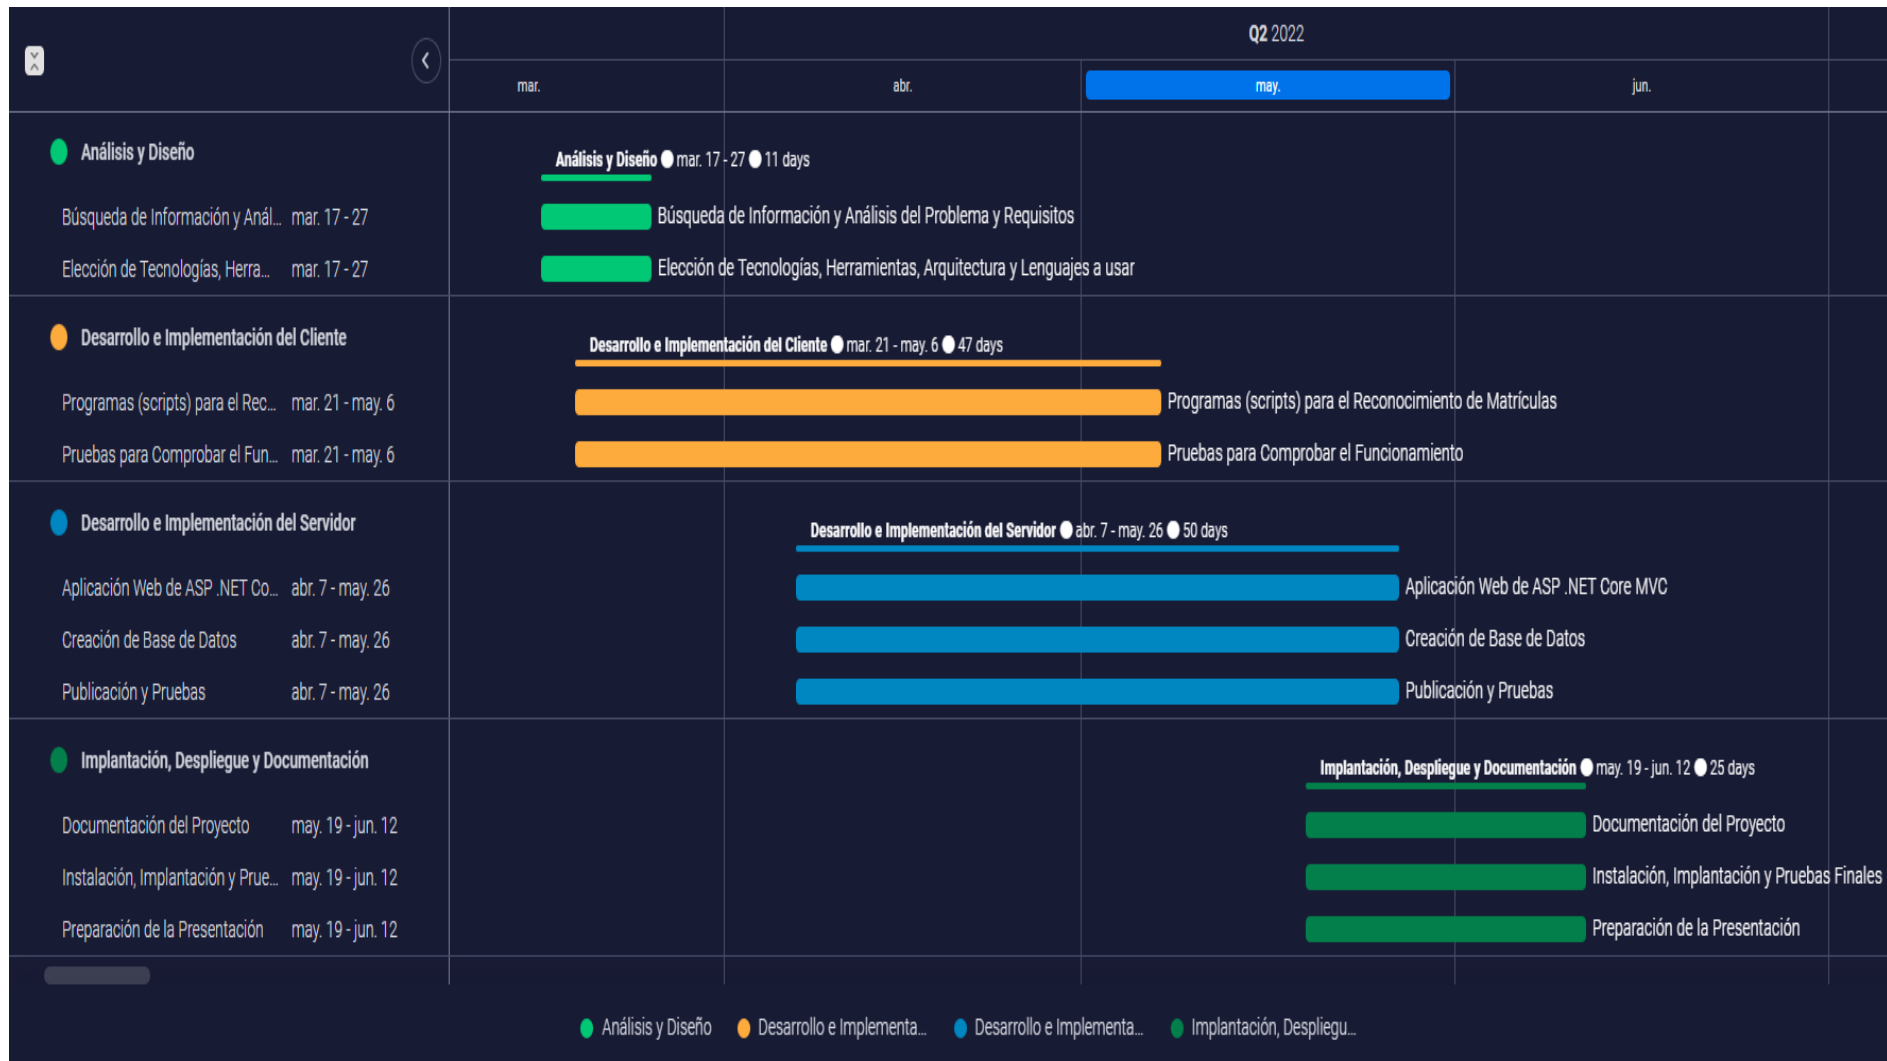 Q2 2022
mar. abr. may. jun.
Análisis y Diseño
Análisis y Diseño mar. 17 - 27 11 days
Búsqueda de Información y Anál... mar. 17 - 27
Búsqueda de Información y Análisis del Problema y Requisitos
Elección de Tecnologías, Herra... mar. 17 - 27
Elección de Tecnologías, Herramientas, Arquitectura y Lenguajes a usar
Desarrollo e Implementación del Cliente
Desarrollo e Implementación del Cliente mar. 21 - may. 6 47 days
Programas (scripts) para el Rec... mar. 21 - may. 6
Programas (scripts) para el Reconocimiento de Matrículas
Pruebas para Comprobar el Fun... mar. 21 - may. 6
Pruebas para Comprobar el Funcionamiento
Desarrollo e Implementación del Servidor
Desarrollo e Implementación del Servidor abr. 7 - may. 26 50 days
Aplicación Web de ASP .NET Co... abr. 7 - may. 26
Aplicación Web de ASP .NET Core MVC
Creación de Base de Datos abr. 7 - may. 26
Creación de Base de Datos
Publicación y Pruebas abr. 7 - may. 26
Publicación y Pruebas
Implantación, Despliegue y Documentación
Implantación, Despliegue y Documentación may. 19 - jun. 12 25 days
Documentación del Proyecto may. 19 - jun. 12
Documentación del Proyecto
Instalación, Implantación y Prue... may. 19 - jun. 12
Instalación, Implantación y Pruebas Finales
Preparación de la Presentación may. 19 - jun. 12
Preparación de la Presentación
Análisis y Diseño Desarrollo e Implementa... Desarrollo e Implementa... Implantación, Despliegu...